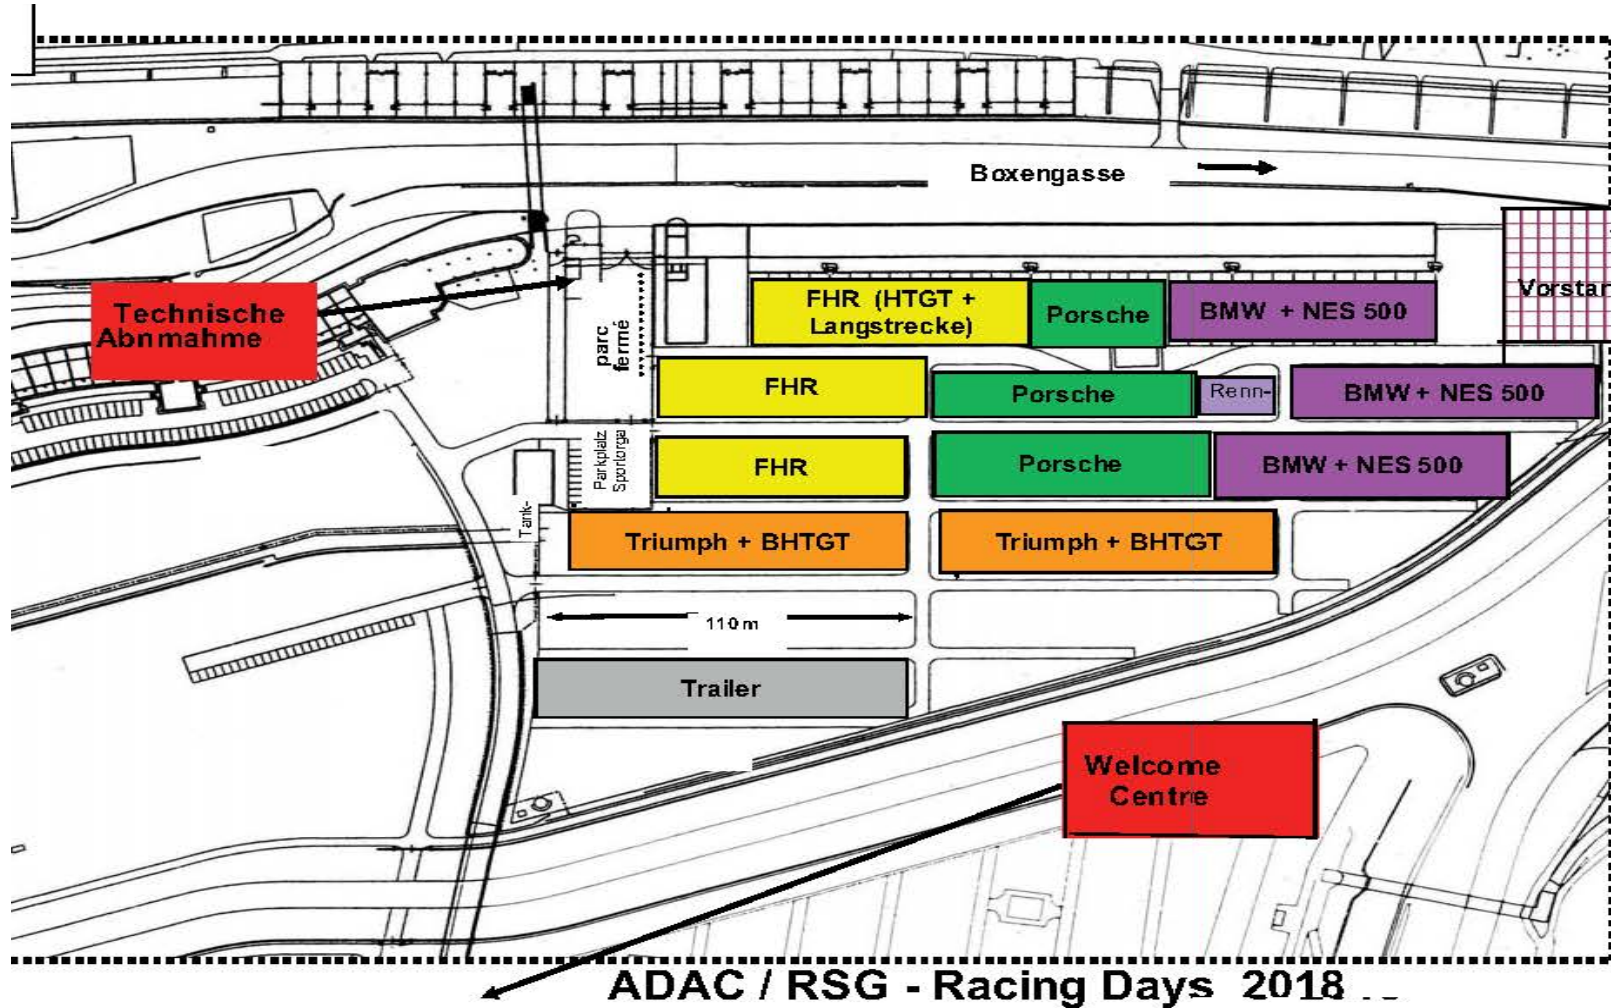 Boxengasse
Technische
Abnmahme
parc
fermé
FHR (HTGT +
Langstrecke)
Porsche
BMW + NES 500
Vorstar
FHR
Porsche
Renn-
BMW + NES 500
Parkplatz
Sportorga
FHR
Porsche
BMW + NES 500
Tank-
Triumph + BHTGT
Triumph + BHTGT
110 m
Trailer
Welcome
Centre
ADAC / RSG - Racing Days 2018